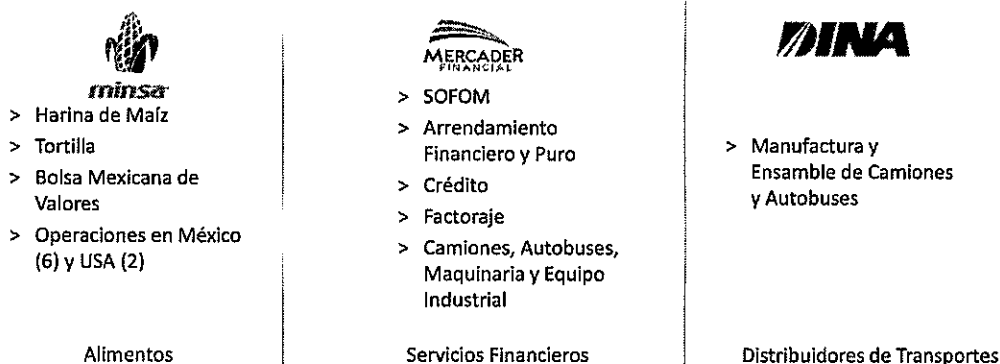 minsa
> Harina de Maíz
> Tortilla
> Bolsa Mexicana de
Valores
> Operaciones en México
(6) y USA (2)
Alimentos
MERCADER
FINANCIAL
> SOFOM
> Arrendamiento
Financiero y Puro
> Crédito
> Factoraje
> Camiones, Autobuses,
Maquinaria y Equipo
Industrial
Servicios Financieros
DINA
> Manufactura y
Ensamble de Camiones
y Autobuses
Distribuidores de Transportes